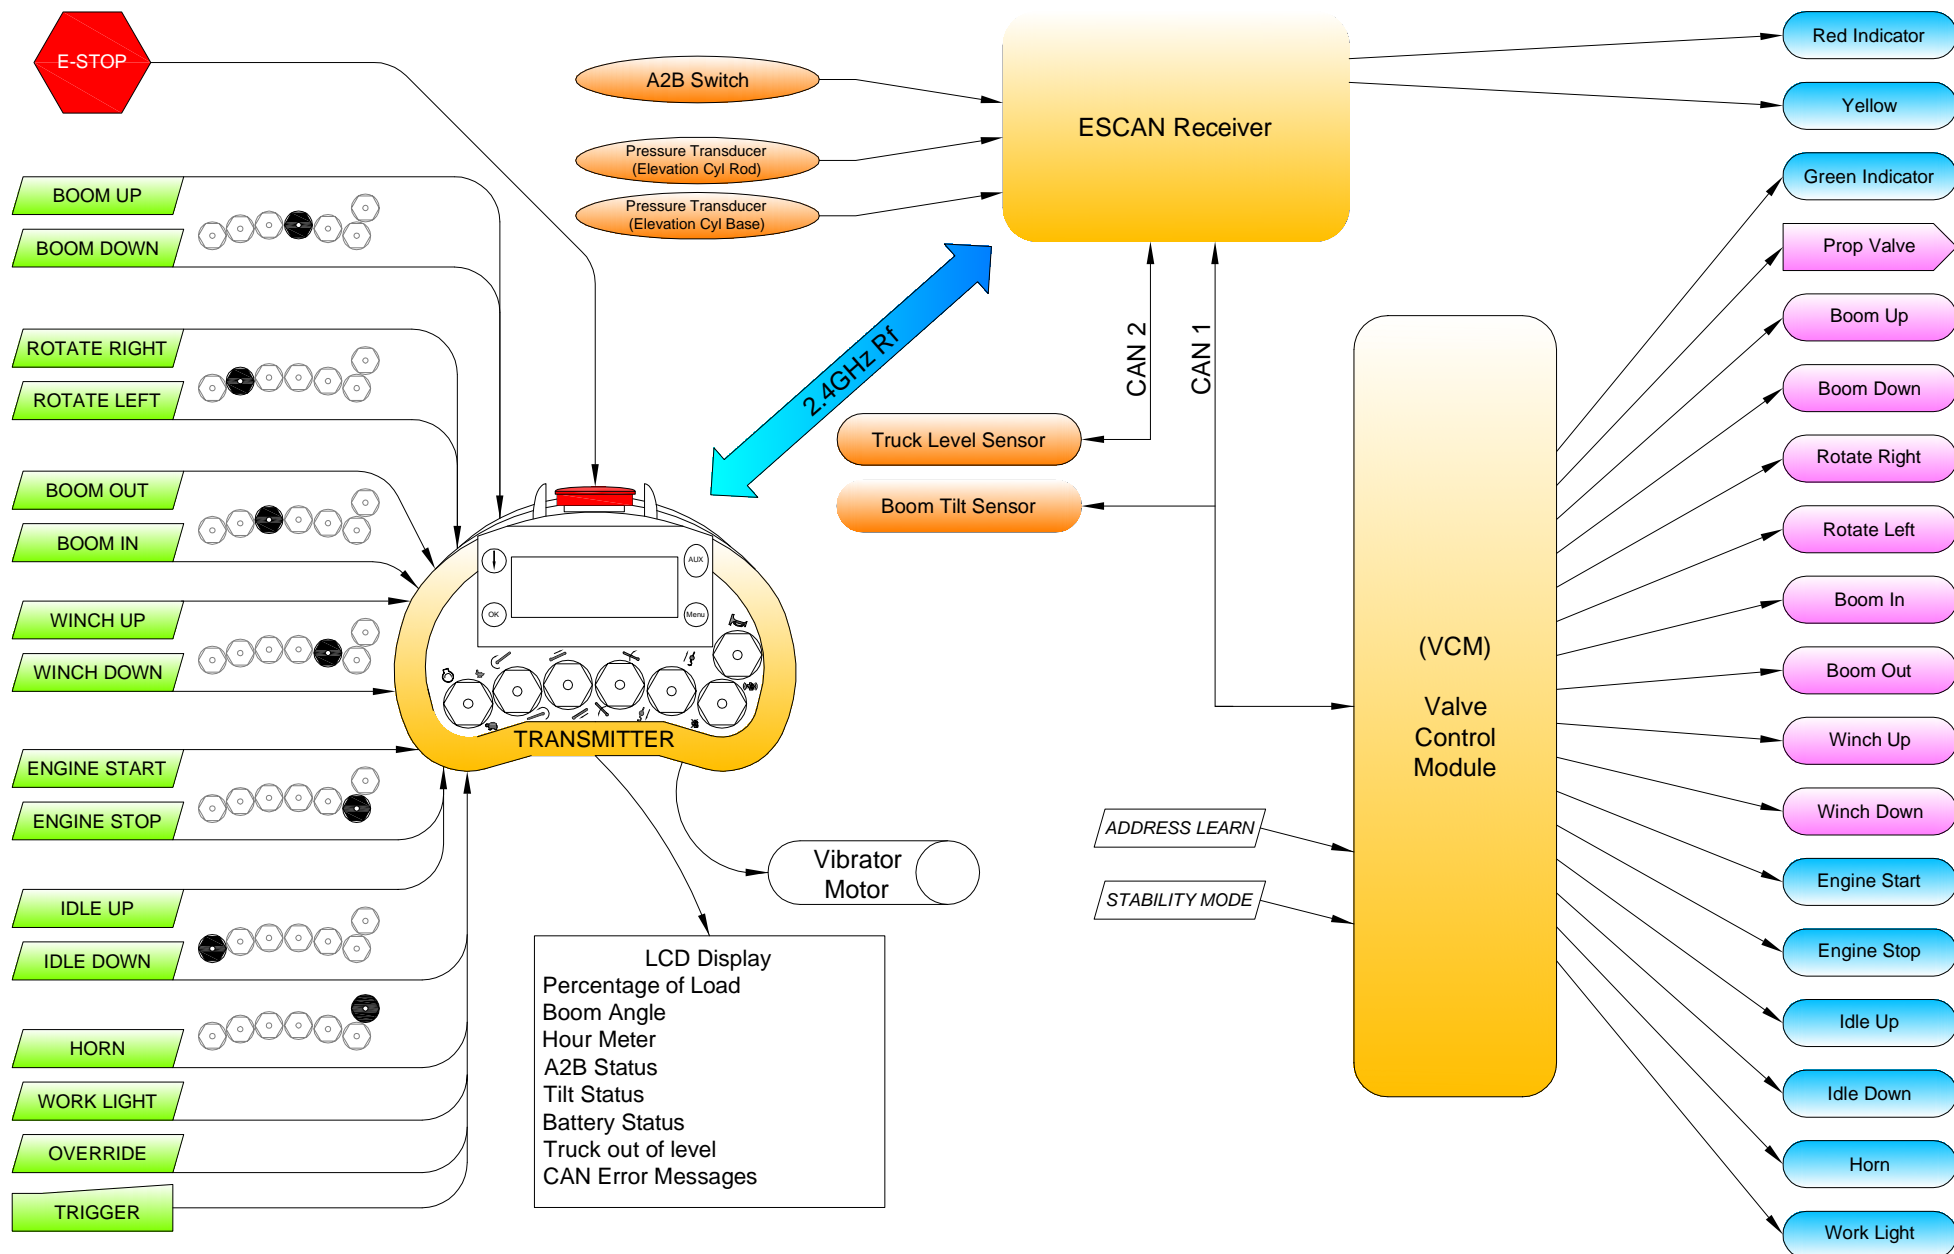 E-STOP
BOOM UP
BOOM DOWN
ROTATE RIGHT
ROTATE LEFT
BOOM OUT
BOOM IN
WINCH UP
WINCH DOWN
ENGINE START
ENGINE STOP
IDLE UP
IDLE DOWN
HORN
WORK LIGHT
OVERRIDE
TRIGGER
A2B Switch
Pressure Transducer
(Elevation Cyl Rod)
Pressure Transducer
(Elevation Cyl Base)
ESCAN Receiver
2.4GHz Rf
CAN 2
CAN 1
Truck Level Sensor
Boom Tilt Sensor
AUX
OK
Menu
TRANSMITTER
Vibrator
Motor
LCD Display
Percentage of Load
Boom Angle
Hour Meter
A2B Status
Tilt Status
Battery Status
Truck out of level
CAN Error Messages
ADDRESS LEARN
STABILITY MODE
(VCM)
Valve
Control
Module
Red Indicator
Yellow
Green Indicator
Prop Valve
Boom Up
Boom Down
Rotate Right
Rotate Left
Boom In
Boom Out
Winch Up
Winch Down
Engine Start
Engine Stop
Idle Up
Idle Down
Horn
Work Light